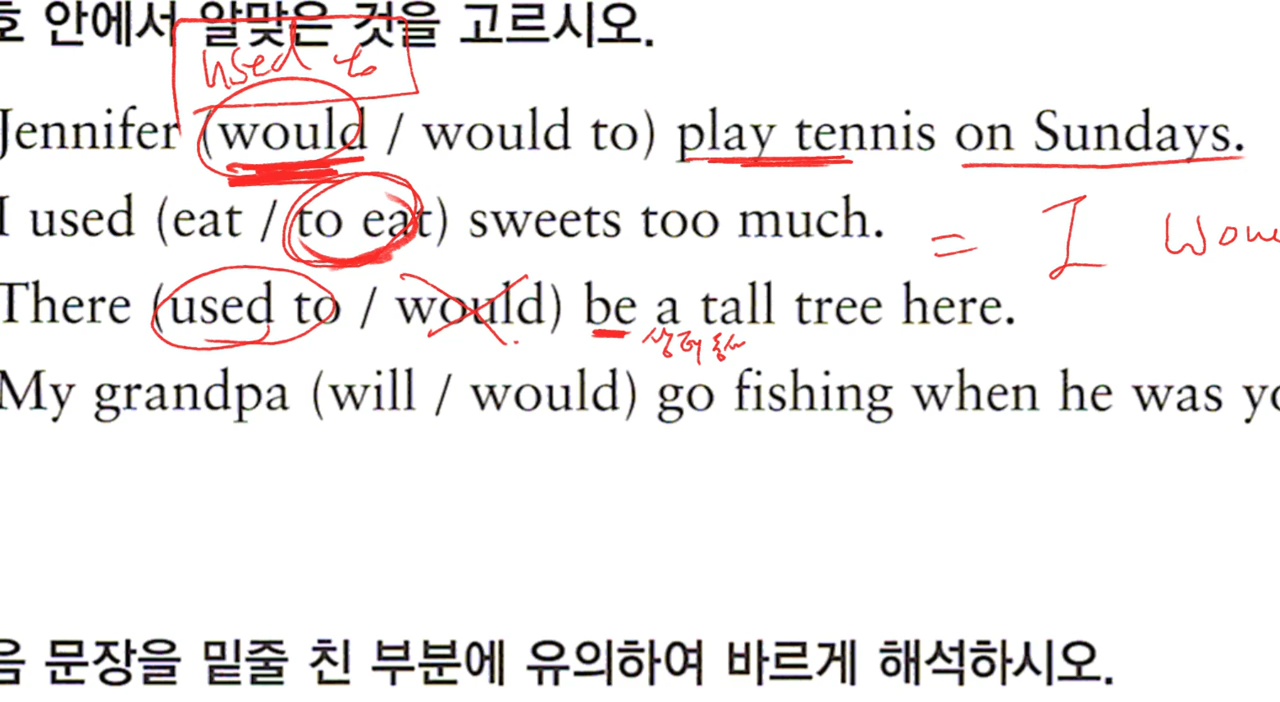 호 안에서 알맞은 것을 고르시오.
used to
Jennifer (would / would to) play tennis on Sundays.
I used (eat / to eat) sweets too much. = I
There (used to / would) be a tall tree here.
상태동사
My grandpa (will / would) go fishing when he was
음 문장을 밑줄 친 부분에 유의하여 바르게 해석하시오.